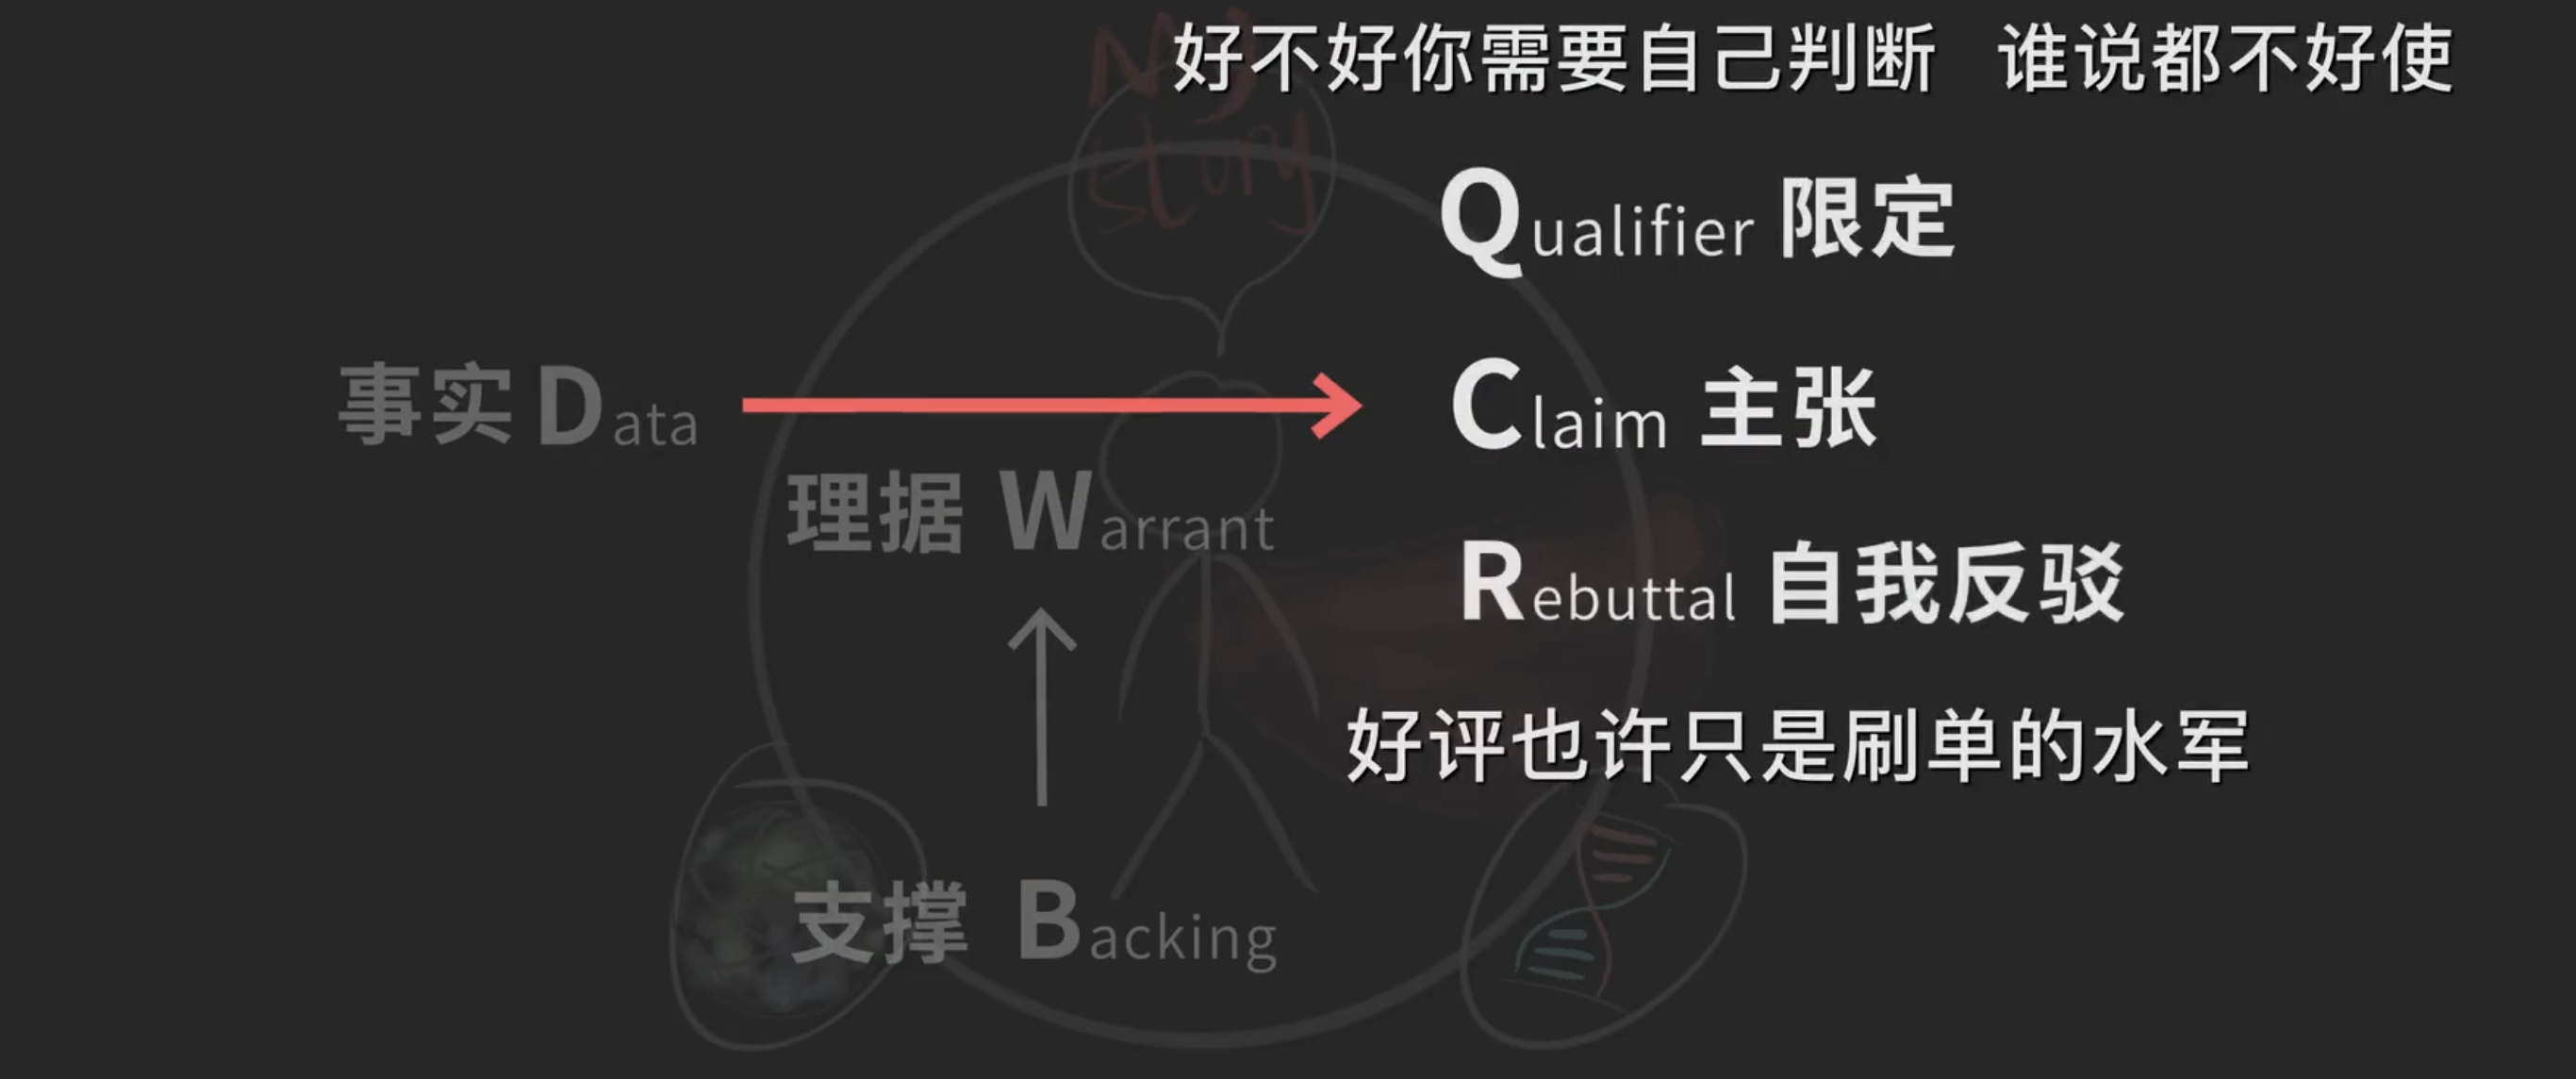 My
story
好不好你需要自己判断 谁说都不好使
Qualifier 限定
事实 Data
Claim 主张
理据 Warrant
Rebuttal 自我反驳
好评也许只是刷单的水军
支撑 Backing